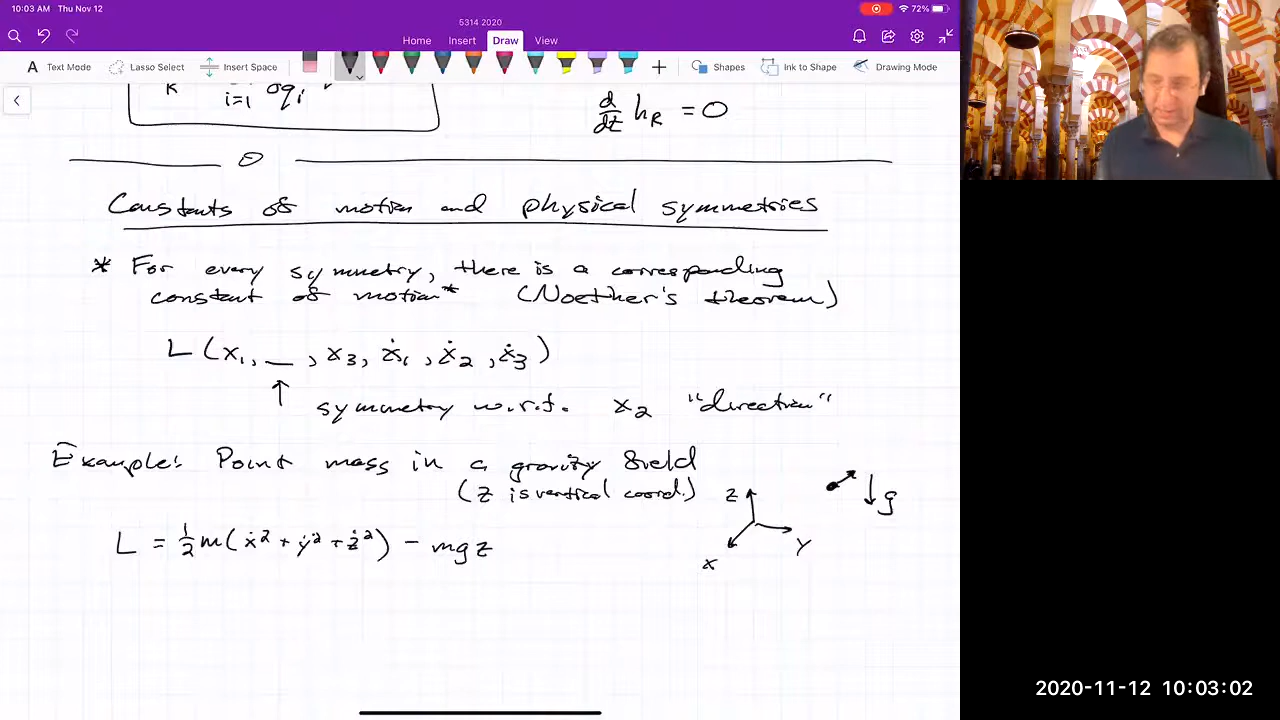 10:03 AM Thu Nov 12
72%
5314 2020
Home Insert Draw View
A Text Mode Lasso Select Insert Space Shapes Ink to Shape Drawing Mode
i=1
d/dt h_R = 0
Constants of motion and physical symmetries
* For every symmetry, there is a corresponding
constant of motion* (Noether's theorem)
L (x₁, _ , x₃, ẋ₁, ẋ₂, ẋ₃)
↑
symmetry w.r.t. x₂ "direction"
Example: Point mass in a gravity field
(z is vertical coord.)
z
↓g
L = ½m(ẋ² + ẏ² + ż²) - mgz
y
x
2020-11-12 10:03:02